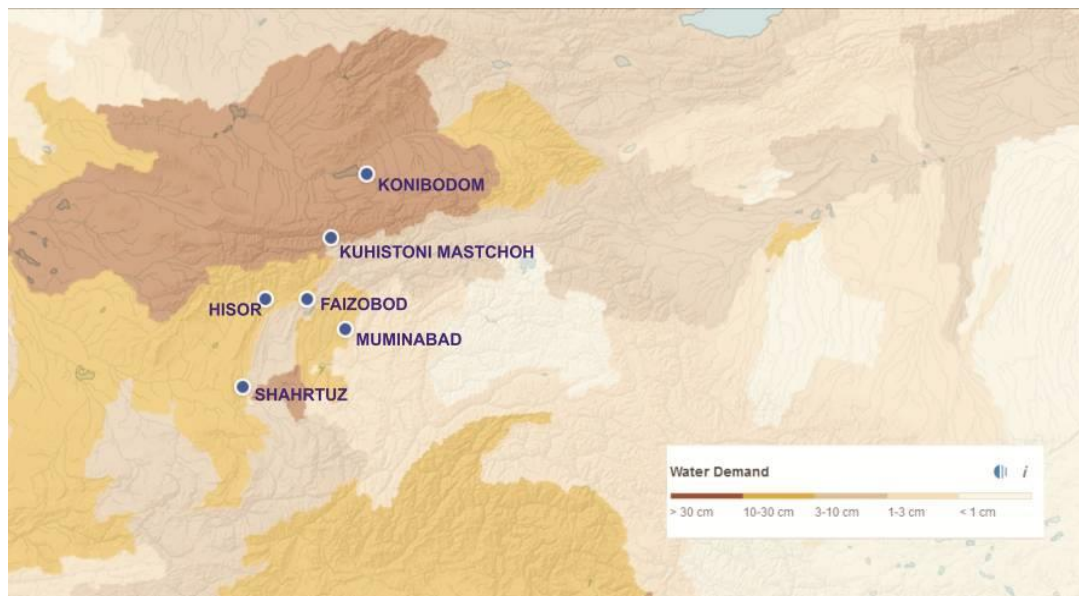 KONIBODOM
KUHISTONI MASTCHOH
HISOR
FAIZOBOD
MUMINABAD
SHAHRTUZ
Water Demand i
> 30 cm 10-30 cm 3-10 cm 1-3 cm < 1 cm